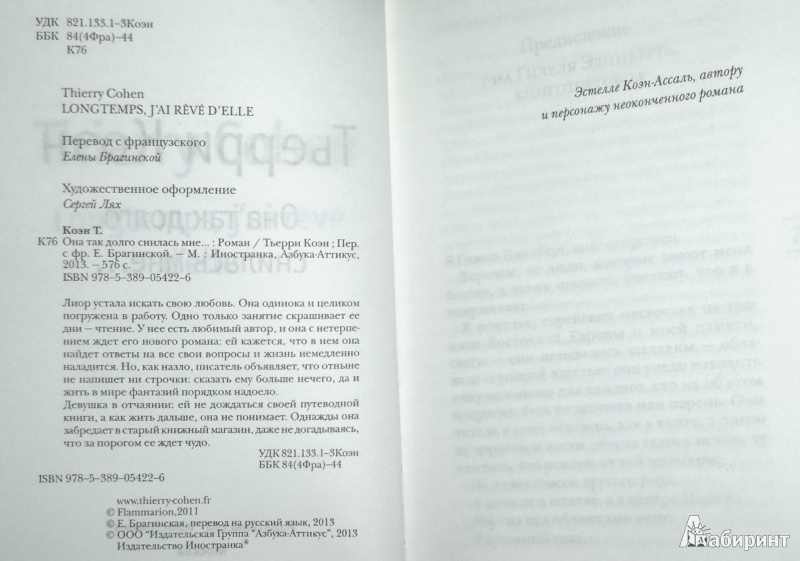 УДК 821.133.1–3Коэн
ББК 84(4Фра)–44
К76
Thierry Cohen
LONGTEMPS, J'AI RÊVÉ D'ELLE
Перевод с французского
Елены Брагинской
Художественное оформление
Сергей Лях
Коэн Т.
К76 Она так долго снилась мне... : Роман / Тьерри Коэн ; Пер.
с фр. Е. Брагинской. – М. : Иностранка, Азбука-Аттикус,
2013. – 576 с.
ISBN 978–5–389–05422–6
Лиор устала искать свою любовь. Она одинока и целиком
погружена в работу. Одно только занятие скрашивает ее
дни – чтение. У нее есть любимый автор, и она с нетерпе-
нием ждет его нового романа: ей кажется, что в нем она
найдет ответы на все свои вопросы и жизнь немедленно
наладится. Но, как назло, писатель объявляет, что отныне
не напишет ни строчки: сказать ему больше нечего, да и
жить в мире фантазий порядком надоело.
Девушка в отчаянии: ей не дождаться своей путеводной
книги, а как жить дальше, она не понимает. Однажды она
забредает в старый книжный магазин, даже не догадываясь,
что за порогом ее ждет чудо.
УДК 821.133.1–3Коэн
ББК 84(4Фра)–44
ISBN 978–5–389–05422–6
www.thierry-cohen.fr
© Flammarion,2011
© Е. Брагинская, перевод на русский язык, 2013
© ООО "Издательская Группа "Азбука-Аттикус", 2013
Издательство Иностранка®
Эстелле Коэн-Ассаль, автору
и персонажу неоконченного романа
Лабиринт